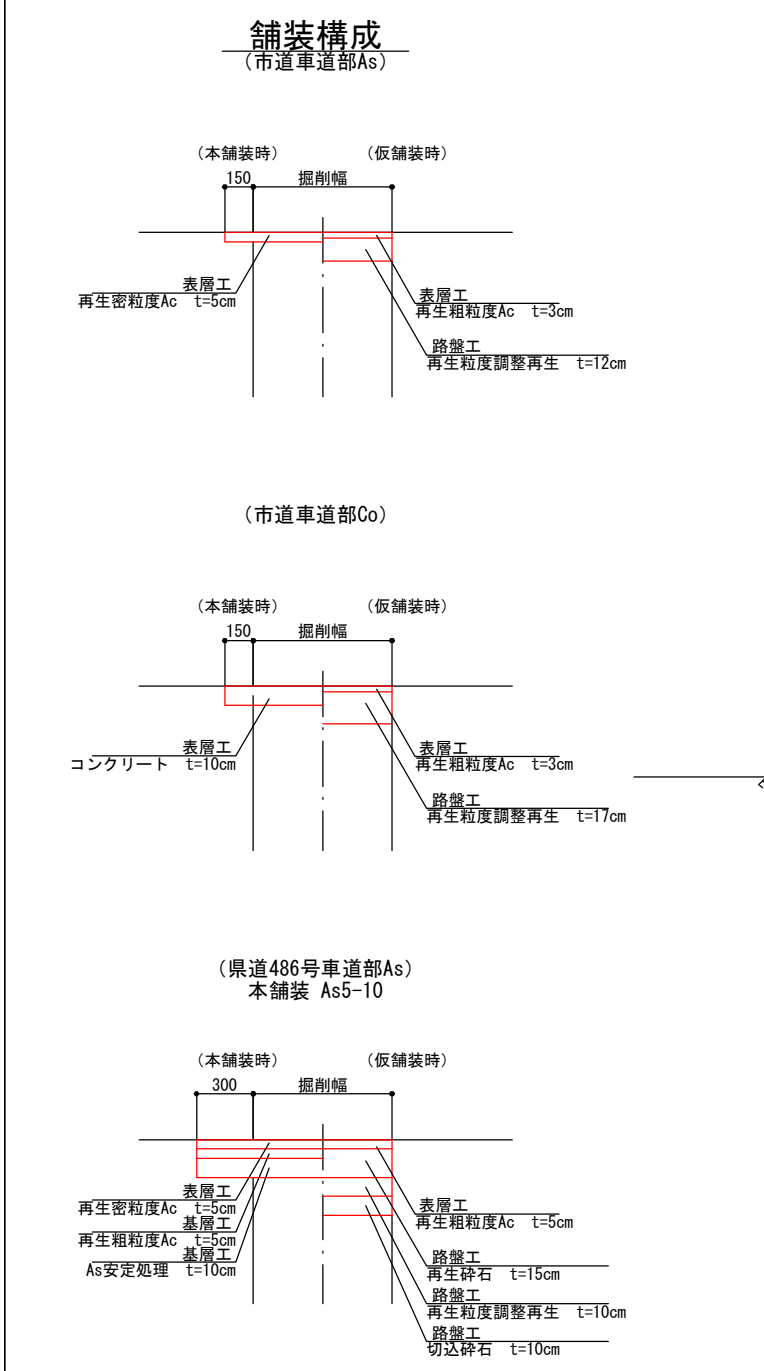 舗装構成
(市道車道部As)
(本舗装時)
(仮舗装時)
150
掘削幅
表層工
再生密粒度Ac t=5cm
表層工
再生粗粒度Ac t=3cm
路盤工
再生粒度調整再生 t=12cm
(市道車道部Co)
(本舗装時)
(仮舗装時)
150
掘削幅
表層工
コンクリート t=10cm
表層工
再生粗粒度Ac t=3cm
路盤工
再生粒度調整再生 t=17cm
(県道486号車道部As)
本舗装 As5-10
(本舗装時)
(仮舗装時)
300
掘削幅
表層工
再生密粒度Ac t=5cm
基層工
再生粗粒度Ac t=5cm
基層工
As安定処理 t=10cm
表層工
再生粗粒度Ac t=5cm
路盤工
再生砕石 t=15cm
路盤工
再生粒度調整再生 t=10cm
路盤工
切込砕石 t=10cm